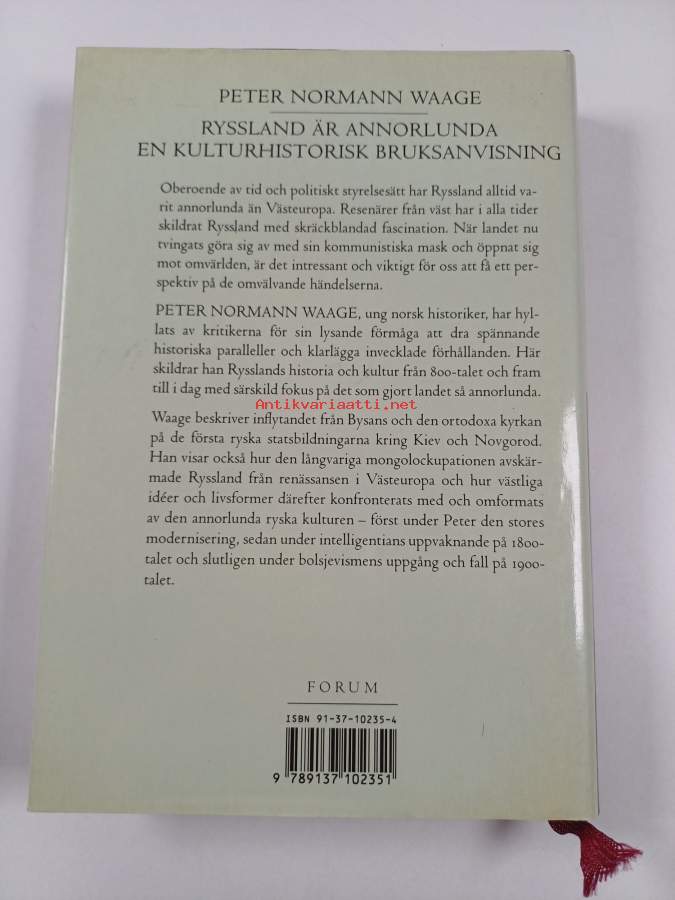 PETER NORMANN WAAGE
RYSSLAND ÄR ANNORLUNDA
EN KULTURHISTORISK BRUKSANVISNING
Oberoende av tid och politiskt styrelsesätt har Ryssland alltid va-
rit annorlunda än Västeuropa. Resenärer från väst har i alla tider
skildrat Ryssland med skräckblandad fascination. När landet nu
tvingats göra sig av med sin kommunistiska mask och öppnat sig
mot omvärlden, är det intressant och viktigt för oss att få ett per-
spektiv på de omvälvande händelserna.
PETER NORMANN WAAGE, ung norsk historiker, har hyl-
lats av kritikerna för sin lysande förmåga att dra spännande
historiska paralleller och klarlägga invecklade förhållanden. Här
skildrar han Rysslands historia och kultur från 800-talet och fram
till i dag med särskild fokus på det som gjort landet så annorlunda.
Antikvariaatti.net
Waage beskriver inflytandet från Bysans och den ortodoxa kyrkan
på de första ryska statsbildningarna kring Kiev och Novgorod.
Han visar också hur den långvariga mongolockupationen avskär-
made Ryssland från renässansen i Västeuropa och hur västliga
idéer och livsformer därefter konfronterats med och omformats
av den annorlunda ryska kulturen – först under Peter den stores
modernisering, sedan under intelligentians uppvaknande på 1800-
talet och slutligen under bolsjevismens uppgång och fall på 1900-
talet.
FORUM
ISBN 91-37-10235-4
9 789137 102351